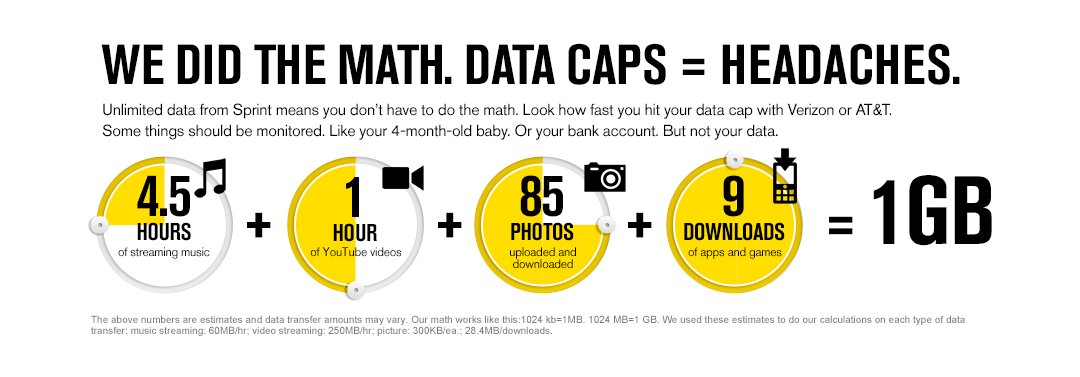 WE DID THE MATH. DATA CAPS = HEADACHES.
Unlimited data from Sprint means you don't have to do the math. Look how fast you hit your data cap with Verizon or AT&T.
Some things should be monitored. Like your 4-month-old baby. Or your bank account. But not your data.
4.5
HOURS
of streaming music
+
1
HOUR
of YouTube videos
+
85
PHOTOS
uploaded and
downloaded
+
9
DOWNLOADS
of apps and games
= 1GB
The above numbers are estimates and data transfer amounts may vary. Our math works like this:1024 kb=1MB. 1024 MB=1 GB. We used these estimates to do our calculations on each type of data
transfer: music streaming: 60MB/hr; video streaming: 250MB/hr; picture: 300KB/ea.; 28.4MB/downloads.